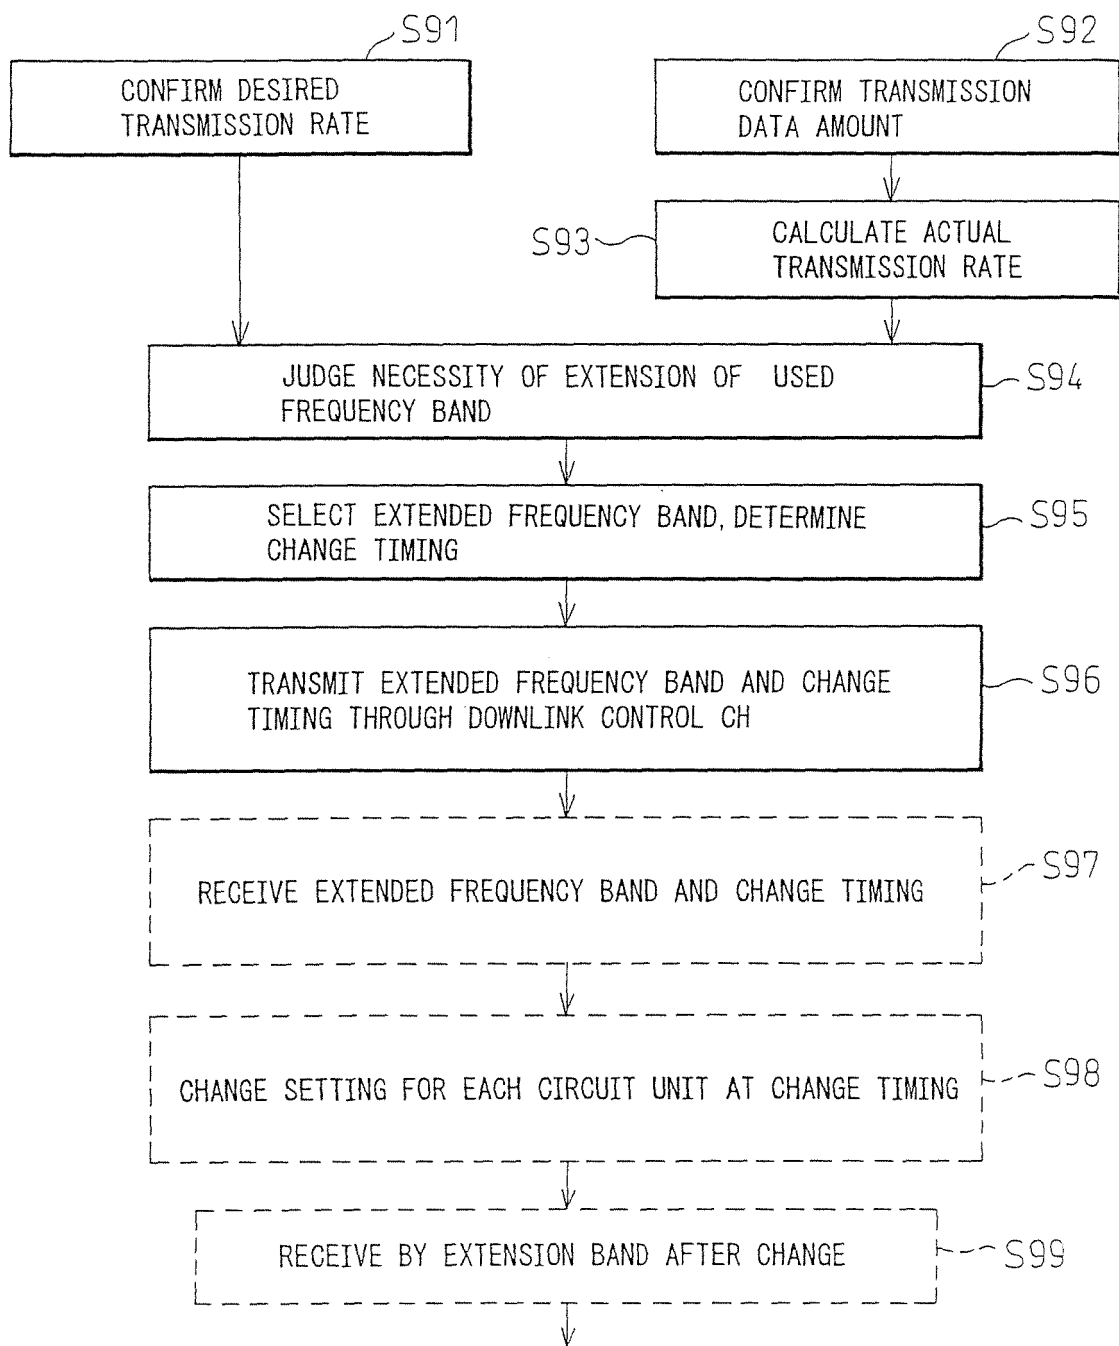 S91
CONFIRM DESIRED
TRANSMISSION RATE
S92
CONFIRM TRANSMISSION
DATA AMOUNT
S93
CALCULATE ACTUAL
TRANSMISSION RATE
JUDGE NECESSITY OF EXTENSION OF USED
FREQUENCY BAND
S94
SELECT EXTENDED FREQUENCY BAND, DETERMINE
CHANGE TIMING
S95
TRANSMIT EXTENDED FREQUENCY BAND AND CHANGE
TIMING THROUGH DOWNLINK CONTROL CH
S96
RECEIVE EXTENDED FREQUENCY BAND AND CHANGE TIMING
S97
CHANGE SETTING FOR EACH CIRCUIT UNIT AT CHANGE TIMING
S98
RECEIVE BY EXTENSION BAND AFTER CHANGE
S99